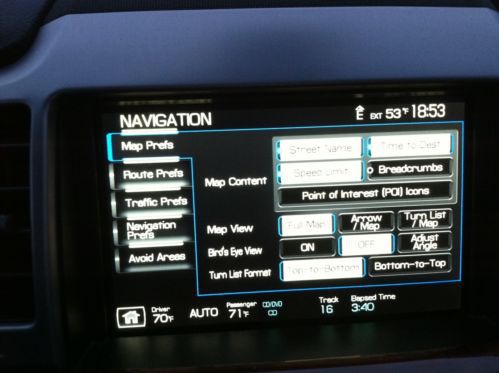 NAVIGATION
E EXT 53°F 18:53
Map Prefs
Route Prefs
Traffic Prefs
Navigation Prefs
Avoid Areas
Map Content
Street Name
Time to Dest
Speed Limit
Breadcrumbs
Point of Interest (POI) Icons
Map View
Full Map
Arrow / Map
Turn List / Map
Bird's Eye View
ON
OFF
Adjust Angle
Turn List Format
Top-to-Bottom
Bottom-to-Top
Driver 70°F
AUTO
Passenger 71°F
CD/DVD CD
Track 16
Elapsed Time 3:40